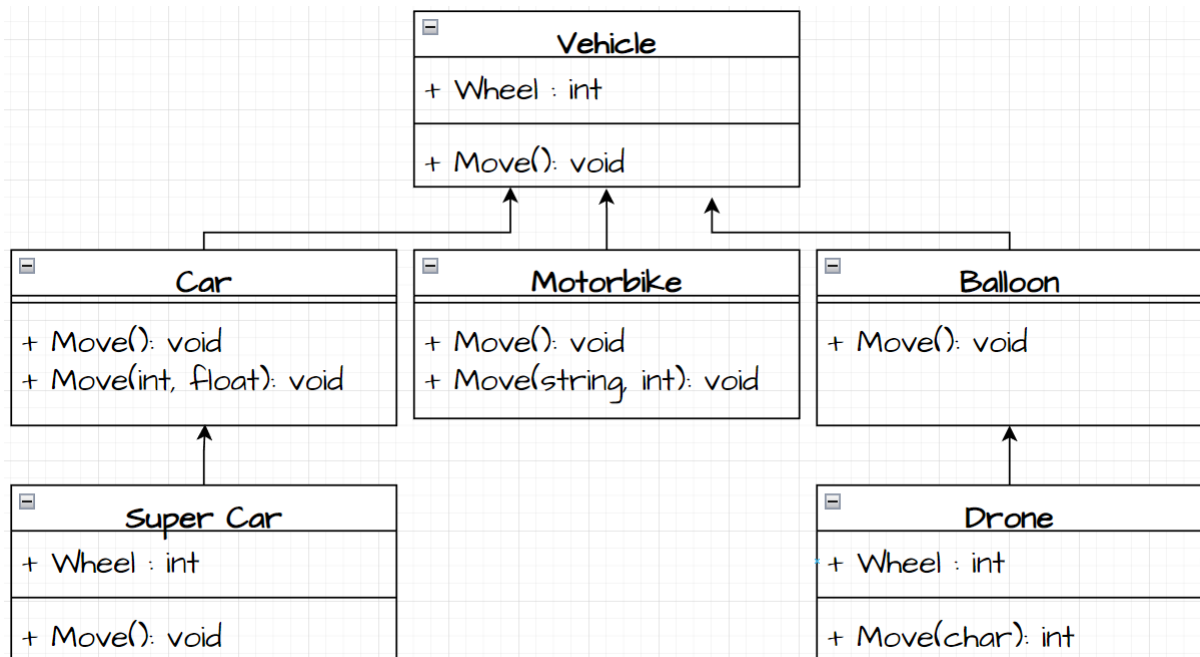 Vehicle
+ Wheel : int
+ Move(): void
Car
+ Move(): void
+ Move(int, float): void
Motorbike
+ Move(): void
+ Move(string, int): void
Balloon
+ Move(): void
Super Car
+ Wheel : int
+ Move(): void
Drone
+ Wheel : int
+ Move(char): int